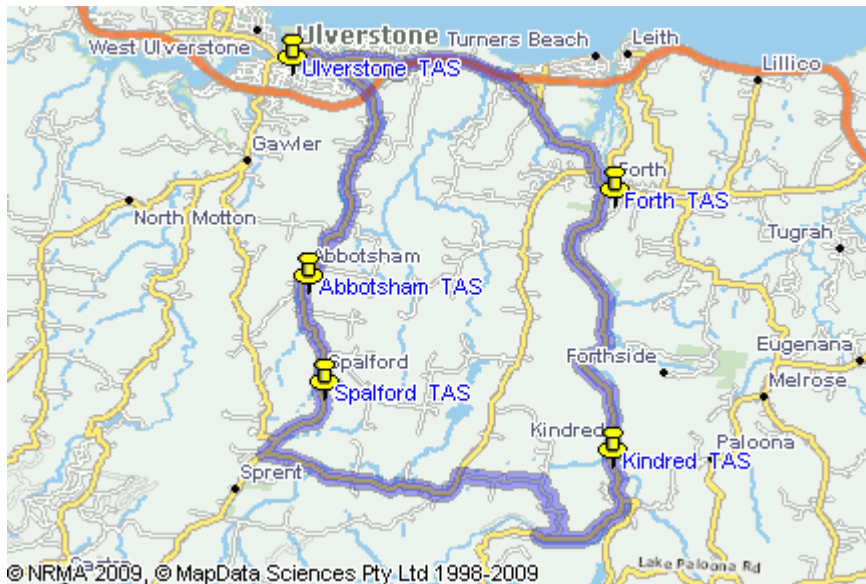 Ulverstone
West Ulverstone
Turners Beach
Leith
Ulverstone TAS
Lillico
Gawler
Forth
Forth TAS
North Motton
Tugrah
Abbotsham
Abbotsham TAS
Forthside
Eugenana
Spalford
Spalford TAS
Melrose
Kindred
Paloona
Kindred TAS
Sprent
Lake Paloona Rd
© NRMA 2009, © MapData Sciences Pty Ltd 1998-2009